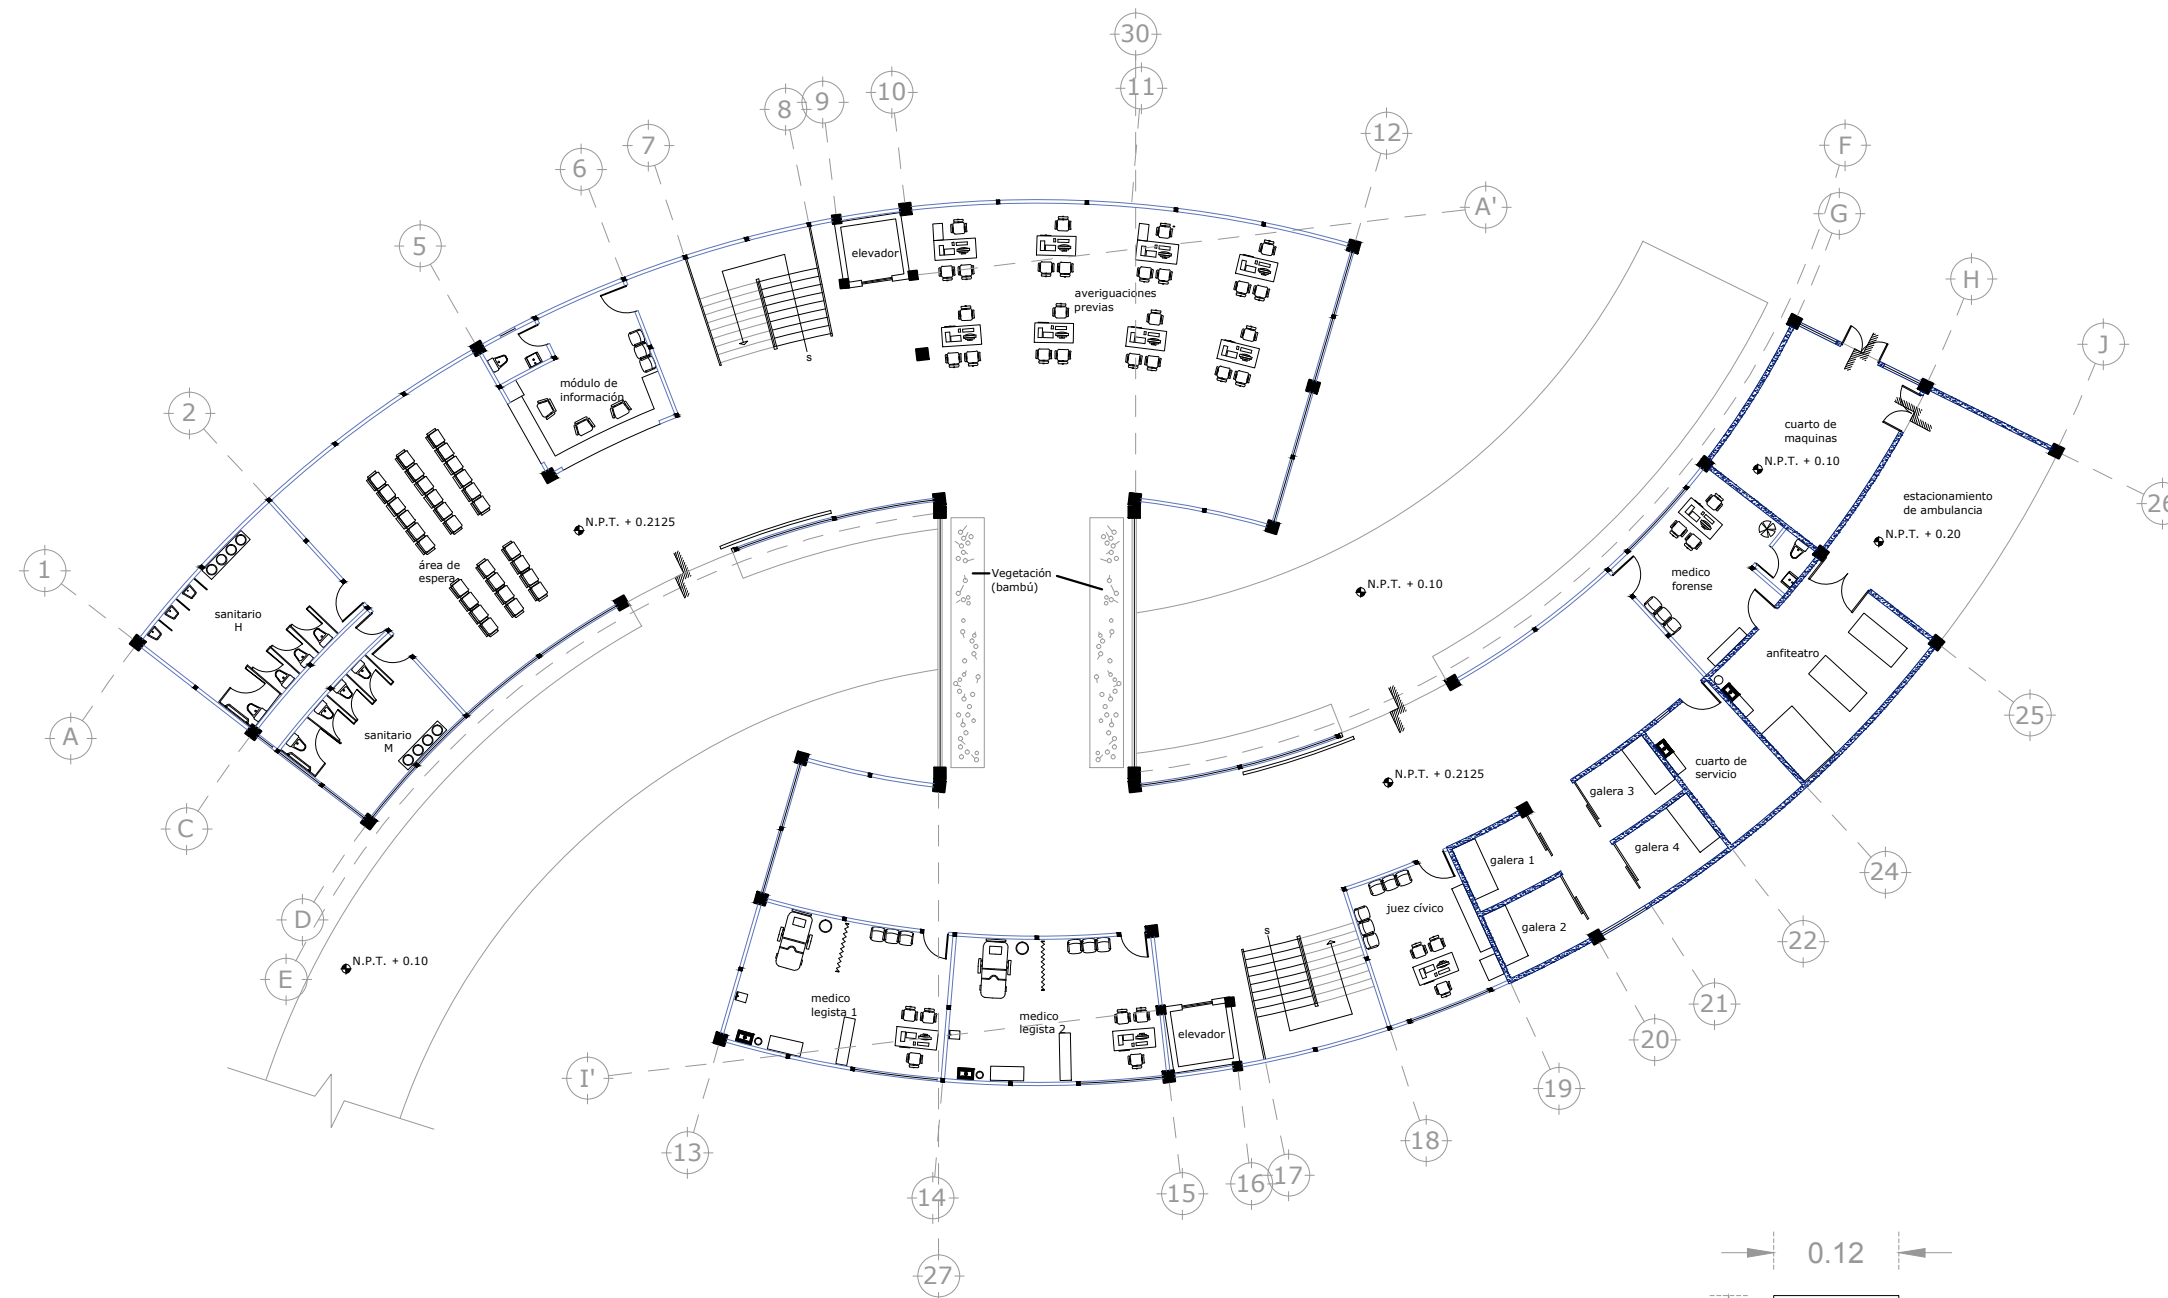 30
11
10
9
8
7
6
5
2
1
12
A'
F
G
H
J
elevador
averiguaciones
previas
módulo de
información
cuarto de
maquinas
N.P.T. + 0.10
estacionamiento
de ambulancia
N.P.T. + 0.20
26
N.P.T. + 0.2125
s
área de
espera
sanitario
H
sanitario
M
Vegetación
(bambú)
N.P.T. + 0.10
medico
forense
anfiteatro
25
A
C
D
E
N.P.T. + 0.10
N.P.T. + 0.2125
cuarto de
servicio
galera 3
galera 4
galera 1
galera 2
juez cívico
s
24
22
21
20
19
18
medico
legista 1
medico
legista 2
elevador
I'
13
14
15
16
17
27
0.12